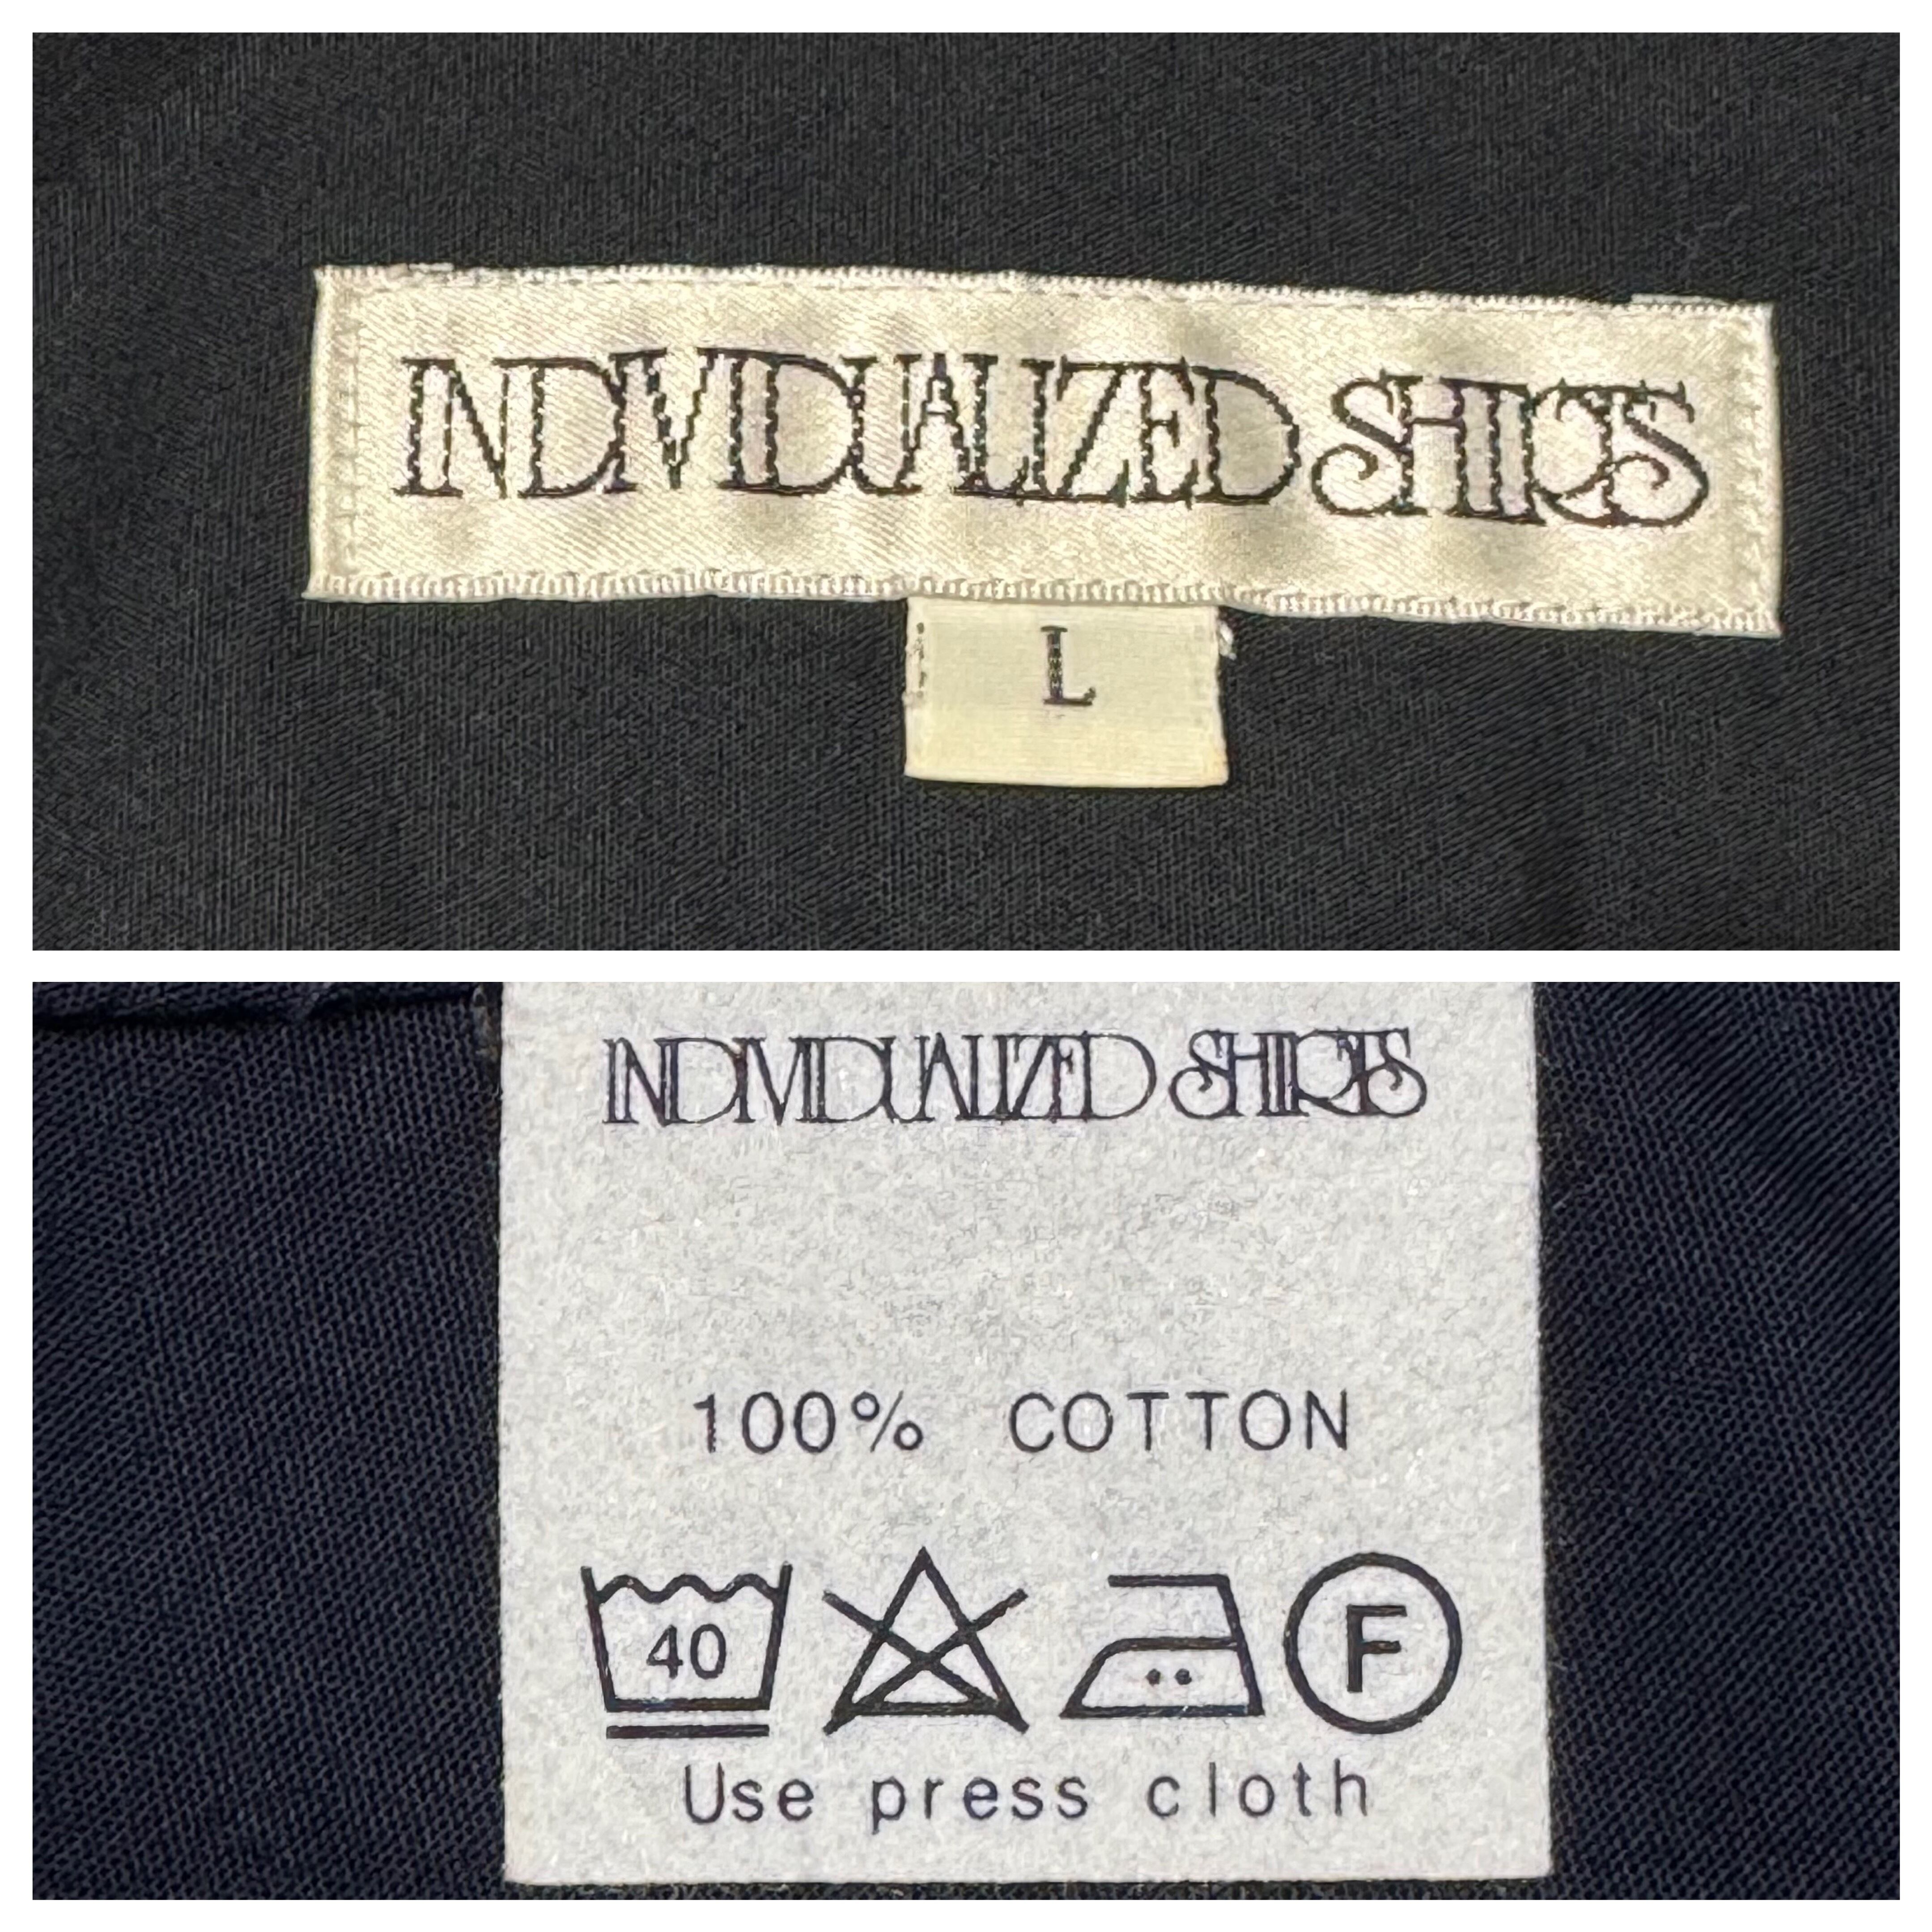 INDIVIDUALIZED SHIRTS
L
INDIVIDUALIZED SHIRTS
100% COTTON
40
F
Use press cloth